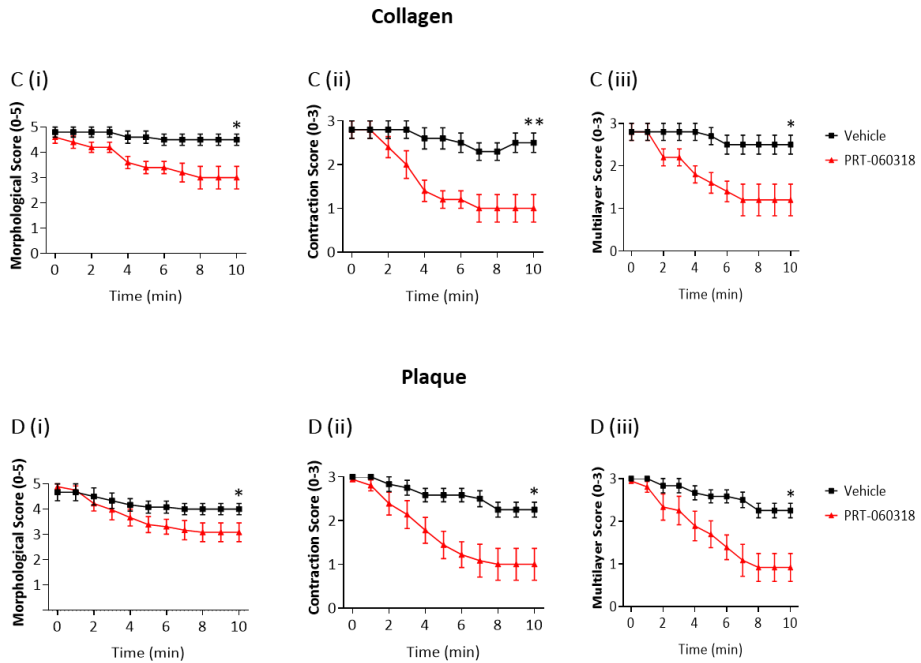 Collagen
C (i)
C (ii)
C (iii)
Morphological Score (0-5)
5
4
3
2
1
0
0 2 4 6 8 10
Time (min)
*
Contraction Score (0-3)
3
2
1
0
0 2 4 6 8 10
Time (min)
**
Multilayer Score (0-3)
3
2
1
0
0 2 4 6 8 10
Time (min)
*
Vehicle
PRT-060318
Plaque
D (i)
D (ii)
D (iii)
Morphological Score (0-5)
5
4
3
2
1
0 2 4 6 8 10
Time (min)
*
Contraction Score (0-3)
3
2
1
0
0 2 4 6 8 10
Time (min)
*
Multilayer Score (0-3)
3
2
1
0
0 2 4 6 8 10
Time (min)
*
Vehicle
PRT-060318